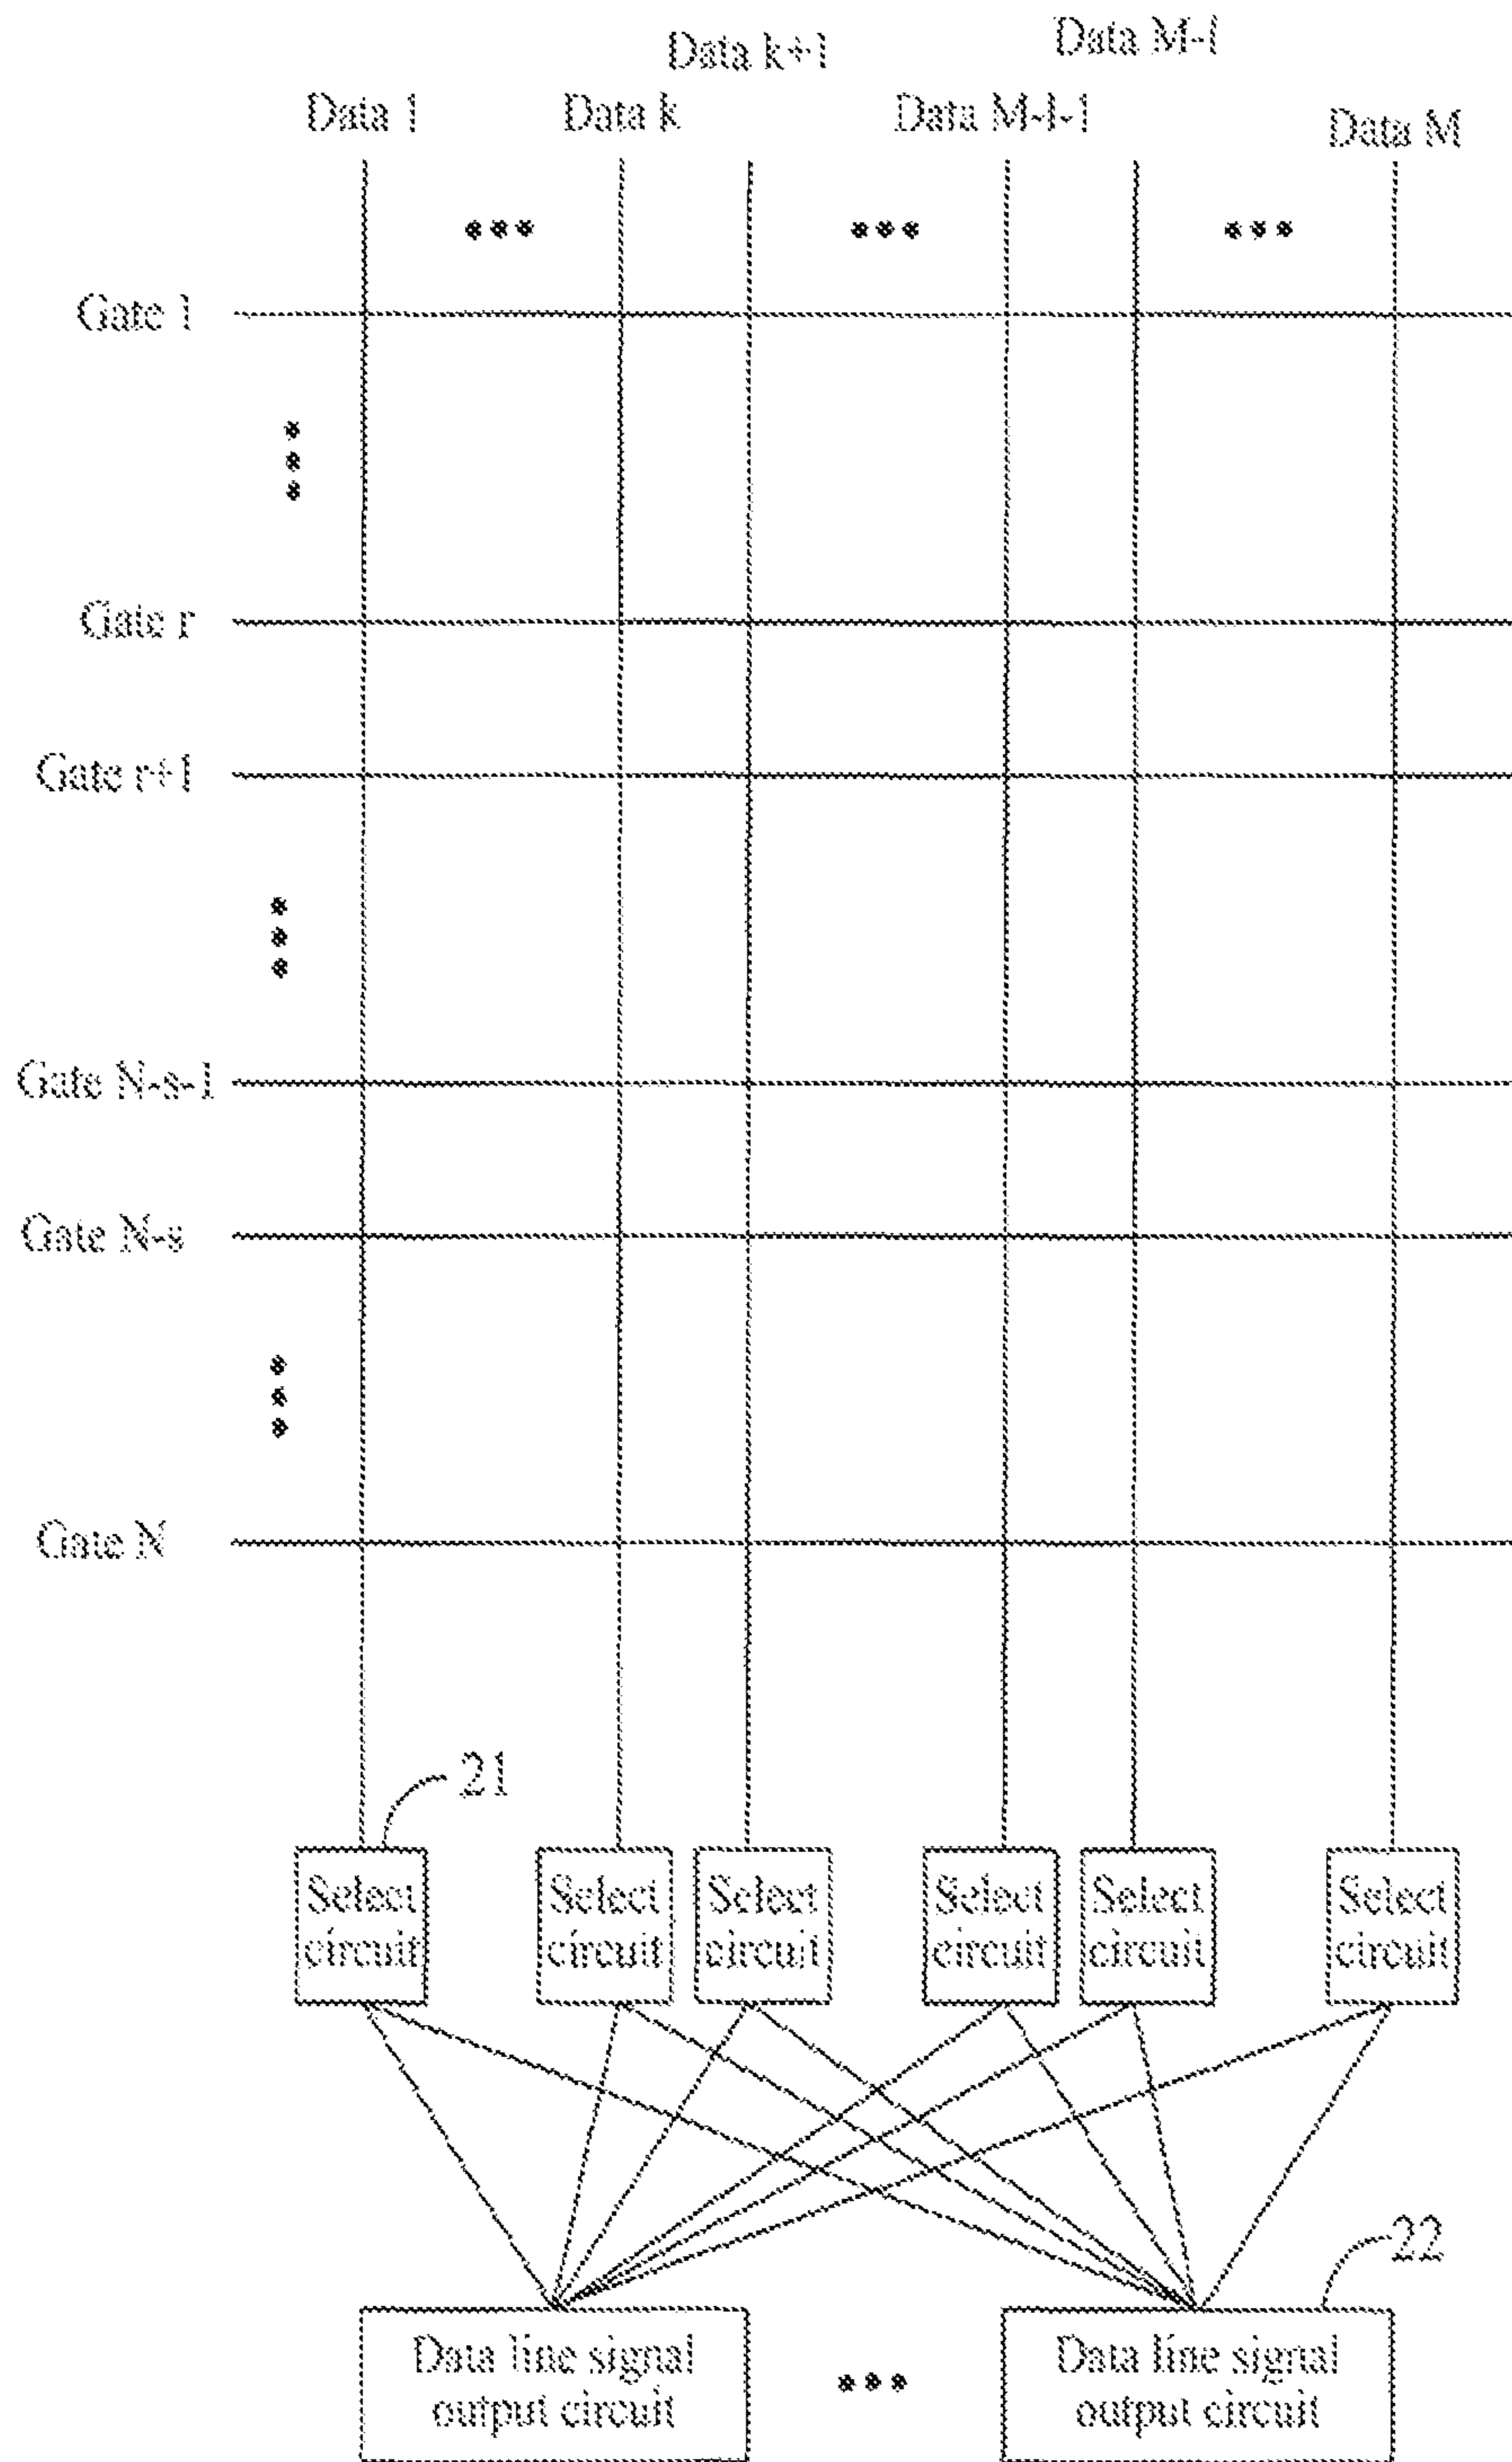 Data k+1
Data M-l
Data 1
Data k
Data M-l-1
Data M
Gate 1
Gate r
Gate r+1
Gate N-s-1
Gate N-s
Gate N
21
Select
circuit
Select
circuit
Select
circuit
Select
circuit
Select
circuit
Select
circuit
22
Data line signal
output circuit
Data line signal
output circuit